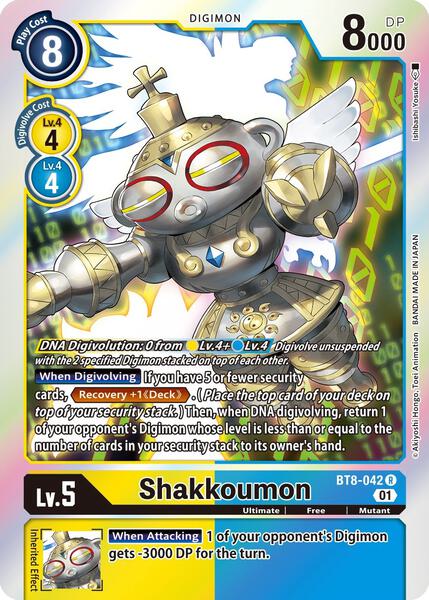 Play Cost
8
DIGIMON
DP
8000
Digivolve Cost
Lv.4
4
Lv.4
4
Ishibashi Yosuke
©Akiyoshi Hongo, Toei Animation BANDAI MADE IN JAPAN
DNA Digivolution: 0 from Lv.4+ Lv.4 Digivolve unsuspended
with the 2 specified Digimon stacked on top of each other.
When Digivolving If you have 5 or fewer security
cards, Recovery +1《Deck》. (Place the top card of your deck on
top of your security stack.) Then, when DNA digivolving, return 1
of your opponent's Digimon whose level is less than or equal to the
number of cards in your security stack to its owner's hand.
Lv.5
Shakkoumon
BT8-042 R
01
Ultimate | Free | Mutant
Inherited Effect
When Attacking 1 of your opponent's Digimon
gets -3000 DP for the turn.